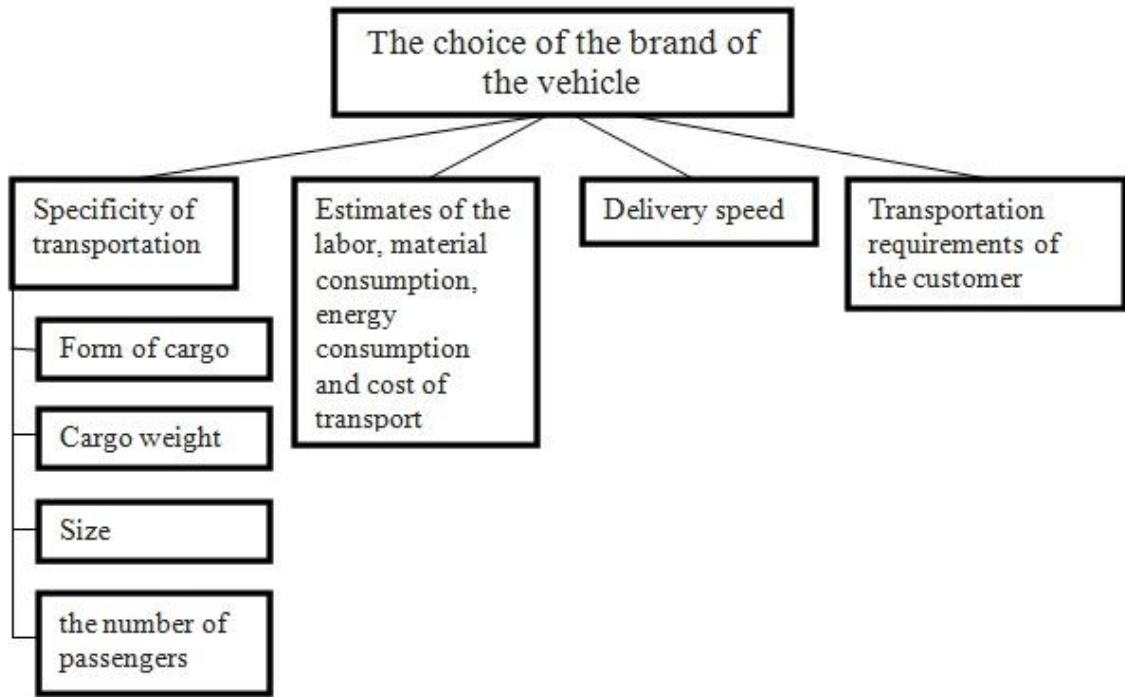 The choice of the brand of
the vehicle
Specificity of
transportation
Estimates of the
labor, material
consumption,
energy
consumption
and cost of
transport
Delivery speed
Transportation
requirements of
the customer
Form of cargo
Cargo weight
Size
the number of
passengers